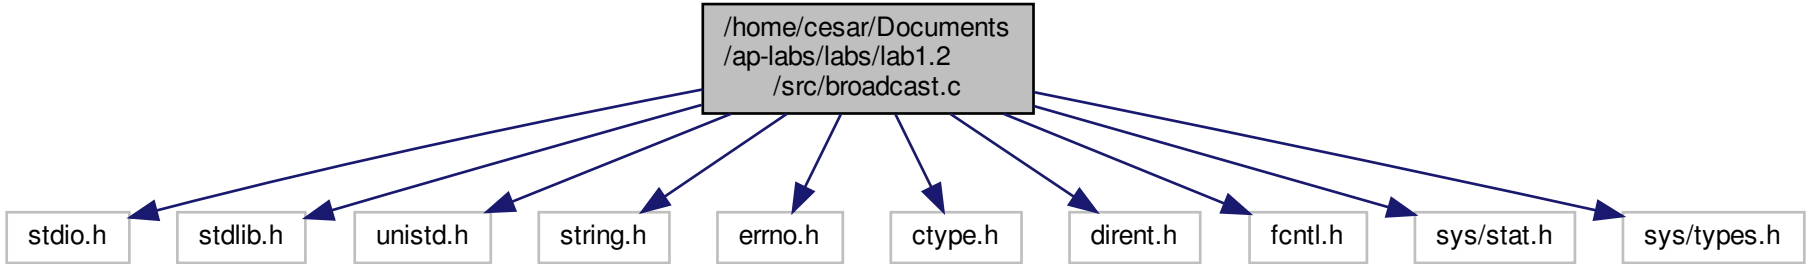 /home/cesar/Documents
/ap-labs/labs/lab1.2
/src/broadcast.c
stdio.h
stdlib.h
unistd.h
string.h
errno.h
ctype.h
dirent.h
fcntl.h
sys/stat.h
sys/types.h